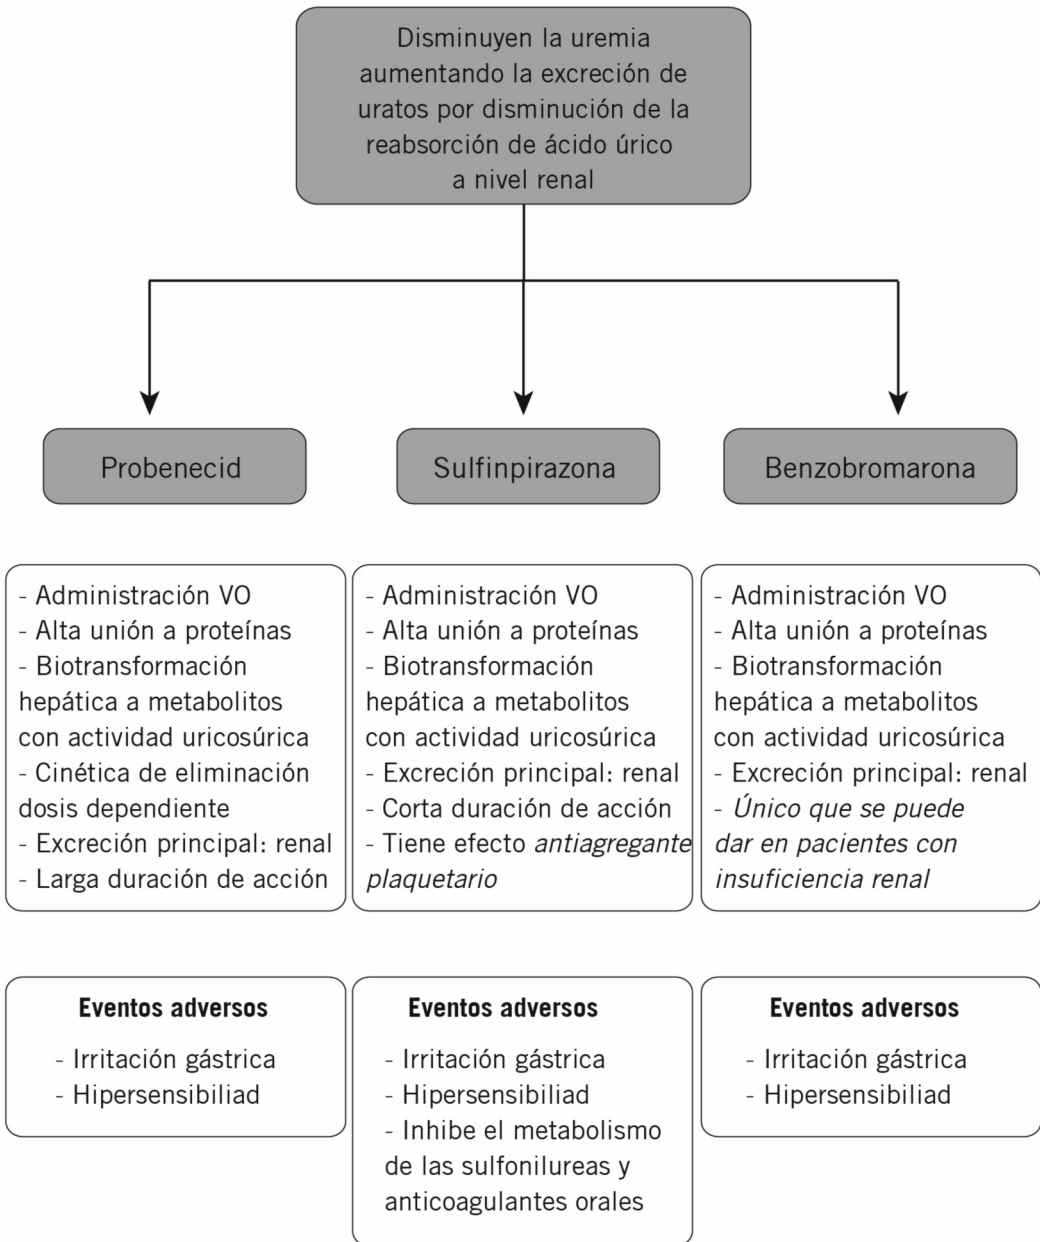 Disminuyen la uremia
aumentando la excreción de
uratos por disminución de la
reabsorción de ácido úrico
a nivel renal
Probenecid
Sulfinpirazona
Benzobromarona
- Administración VO
- Alta unión a proteínas
- Biotransformación
hepática a metabolitos
con actividad uricosúrica
- Cinética de eliminación
dosis dependiente
- Excreción principal: renal
- Larga duración de acción
- Administración VO
- Alta unión a proteínas
- Biotransformación
hepática a metabolitos
con actividad uricosúrica
- Excreción principal: renal
- Corta duración de acción
- Tiene efecto antiagregante
plaquetario
- Administración VO
- Alta unión a proteínas
- Biotransformación
hepática a metabolitos
con actividad uricosúrica
- Excreción principal: renal
- Único que se puede
dar en pacientes con
insuficiencia renal
Eventos adversos
- Irritación gástrica
- Hipersensibiliad
Eventos adversos
- Irritación gástrica
- Hipersensibiliad
- Inhibe el metabolismo
de las sulfonilureas y
anticoagulantes orales
Eventos adversos
- Irritación gástrica
- Hipersensibiliad